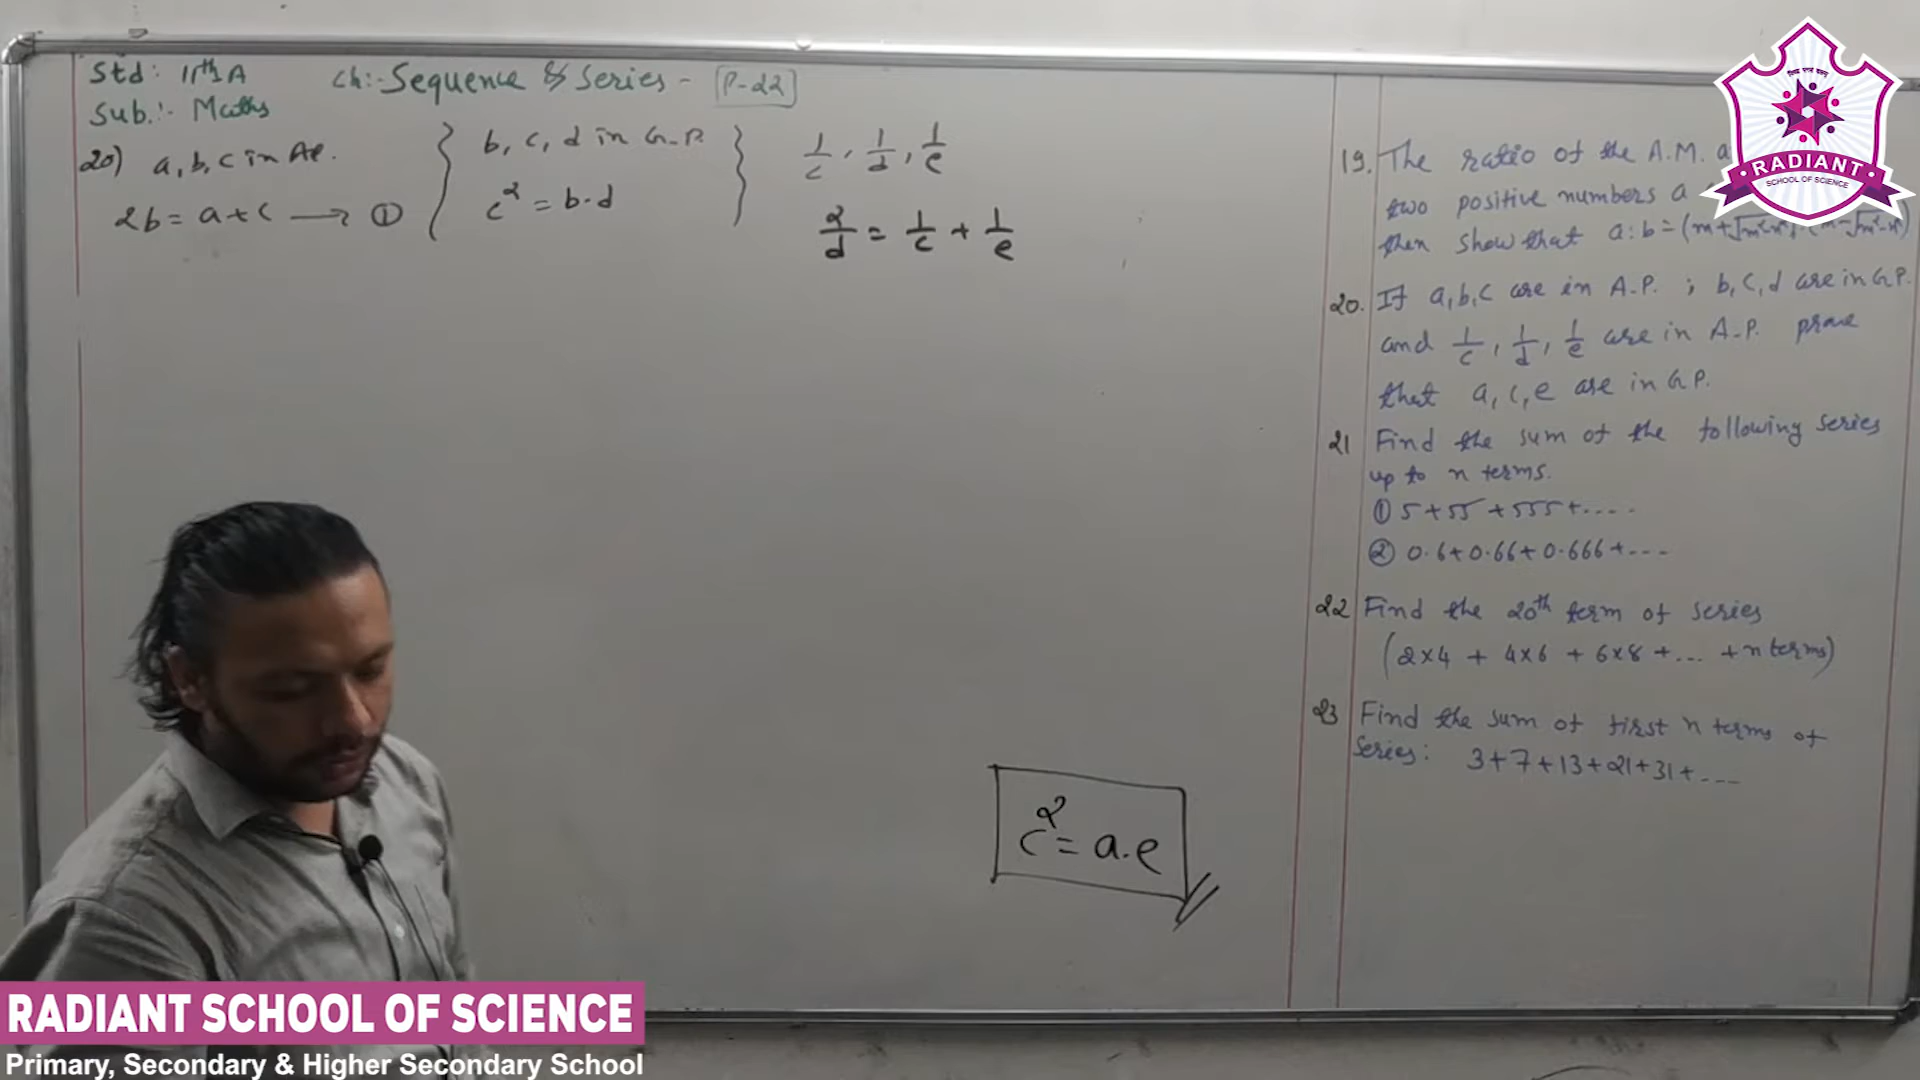 Std: 11th A
Sub.:- Maths
Ch:- Sequence & Series - P-22
20) a, b, c in AP.
2b = a + c → ①
b, c, d in G.P.
c² = b·d
1/c , 1/d , 1/e
2/d = 1/c + 1/e
c² = a.e
19. The ratio of the A.M. a
two positive numbers a
then show that a:b = (m+√m²-n²) : (m-√m²-n²)
20. If a, b, c are in A.P. ; b, c, d are in G.P.
and 1/c , 1/d , 1/e are in A.P. prove
that a, c, e are in G.P.
21 Find the sum of the following series
up to n terms.
① 5+55+555+....
② 0.6+0.66+0.666+---
22 Find the 20th term of series
(2×4 + 4×6 + 6×8 +... + n terms)
23 Find the sum of first n terms of
series: 3+7+13+21+31+---
RADIANT
SCHOOL OF SCIENCE
RADIANT SCHOOL OF SCIENCE
Primary, Secondary & Higher Secondary School